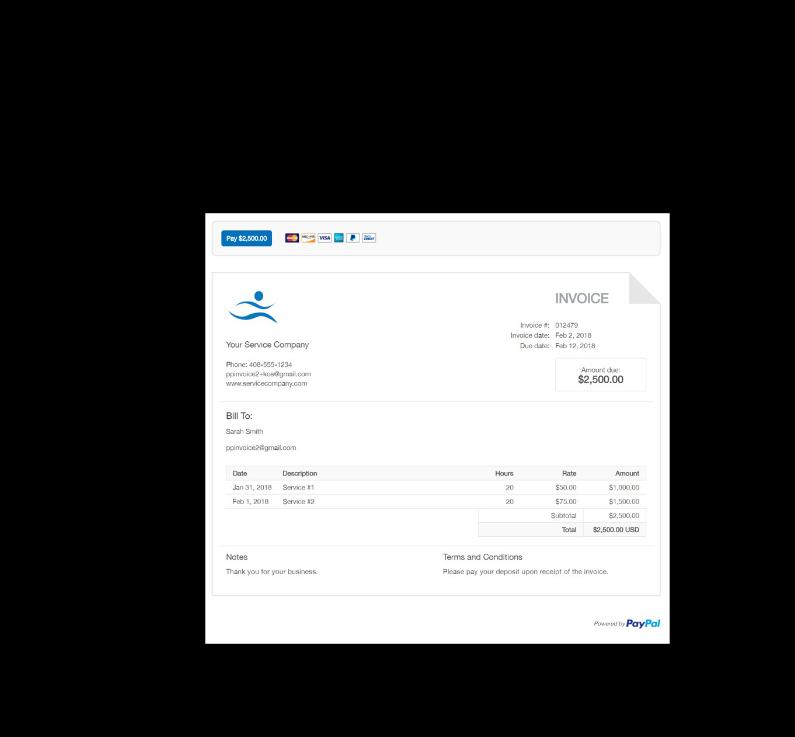 Pay $2,500.00 VISA
INVOICE
Invoice #: 012479
Invoice date: Feb 2, 2018
Due date: Feb 12, 2018
Your Service Company
Phone: 408-555-1234
ppinvoice2+kos@gmail.com
www.servicecompany.com
Amount due:
$2,500.00
Bill To:
Sarah Smith
ppinvoice2@gmail.com
Date Description Hours Rate Amount
Jan 31, 2018 Service #1 20 $50.00 $1,000.00
Feb 1, 2018 Service #2 20 $75.00 $1,500.00
Subtotal $2,500.00
Total $2,500.00 USD
Notes Terms and Conditions
Thank you for your business. Please pay your deposit upon receipt of the invoice.
Powered by PayPal